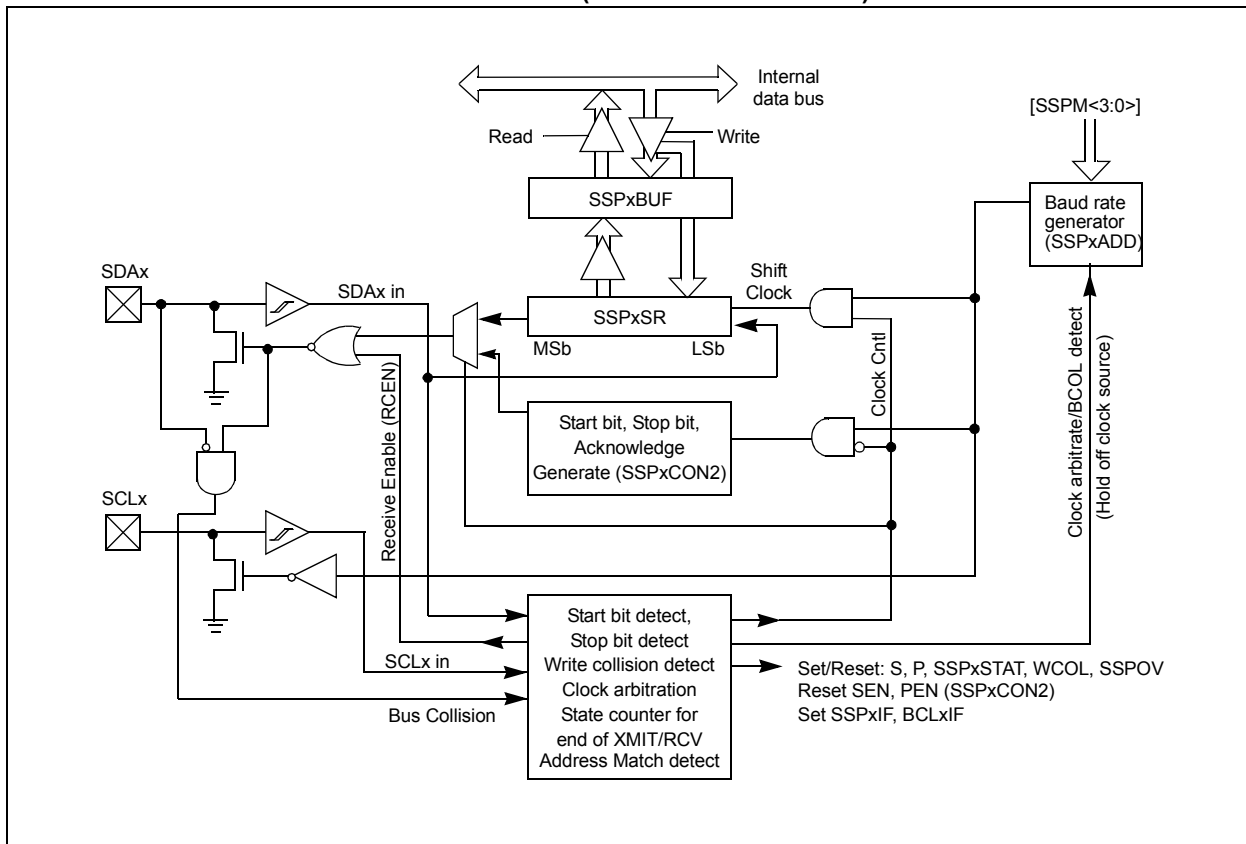 Internal
data bus
[SSPM<3:0>]
Read
Write
SSPxBUF
Baud rate
generator
(SSPxADD)
SDAx
SDAx in
Shift
Clock
SSPxSR
MSb
LSb
Receive Enable (RCEN)
Clock Cntl
Clock arbitrate/BCOL detect
(Hold off clock source)
Start bit, Stop bit,
Acknowledge
Generate (SSPxCON2)
SCLx
SCLx in
Bus Collision
Start bit detect,
Stop bit detect
Write collision detect
Clock arbitration
State counter for
end of XMIT/RCV
Address Match detect
Set/Reset: S, P, SSPxSTAT, WCOL, SSPOV
Reset SEN, PEN (SSPxCON2)
Set SSPxIF, BCLxIF